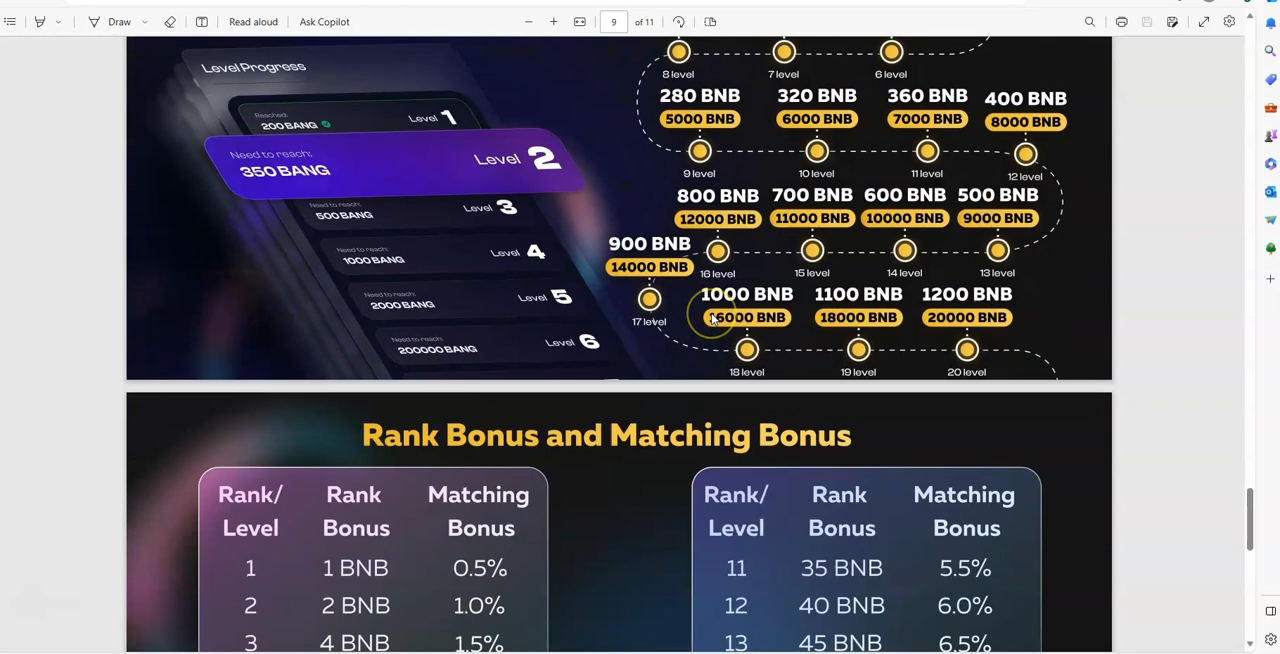 Draw
Read aloud
Ask Copilot
9
of 11
LevelProgress
Reached:
200 BANG
Level 1
Need to reach:
350 BANG
Level 2
Need to reach:
500 BANG
Level 3
Need to reach:
1000 BANG
Level 4
Need to reach:
2000 BANG
Level 5
Need to reach:
200000 BANG
Level 6
8 level
7 level
6 level
280 BNB
320 BNB
360 BNB
400 BNB
5000 BNB
6000 BNB
7000 BNB
8000 BNB
9 level
10 level
11 level
12 level
800 BNB
700 BNB
600 BNB
500 BNB
12000 BNB
11000 BNB
10000 BNB
9000 BNB
900 BNB
14000 BNB
16 level
15 level
14 level
13 level
17 level
1000 BNB
1100 BNB
1200 BNB
16000 BNB
18000 BNB
20000 BNB
18 level
19 level
20 level
Rank Bonus and Matching Bonus
Rank/ Rank Matching
Level Bonus Bonus
1 1 BNB 0.5%
2 2 BNB 1.0%
3 4 BNB 1.5%
Rank/ Rank Matching
Level Bonus Bonus
11 35 BNB 5.5%
12 40 BNB 6.0%
13 45 BNB 6.5%